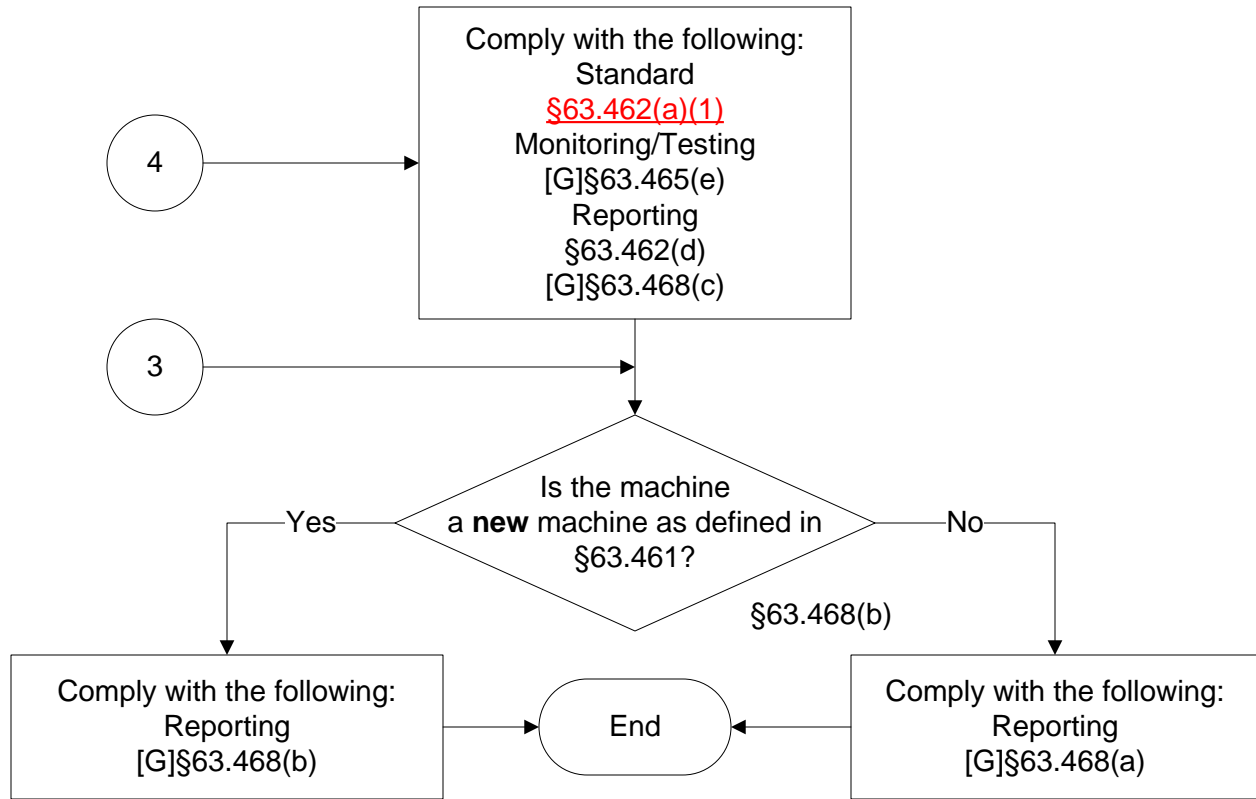 Comply with the following:
Standard
§63.462(a)(1)
Monitoring/Testing
[G]§63.465(e)
Reporting
§63.462(d)
[G]§63.468(c)
4
3
Is the machine
a new machine as defined in
§63.461?
Yes
No
§63.468(b)
Comply with the following:
Reporting
[G]§63.468(b)
End
Comply with the following:
Reporting
[G]§63.468(a)